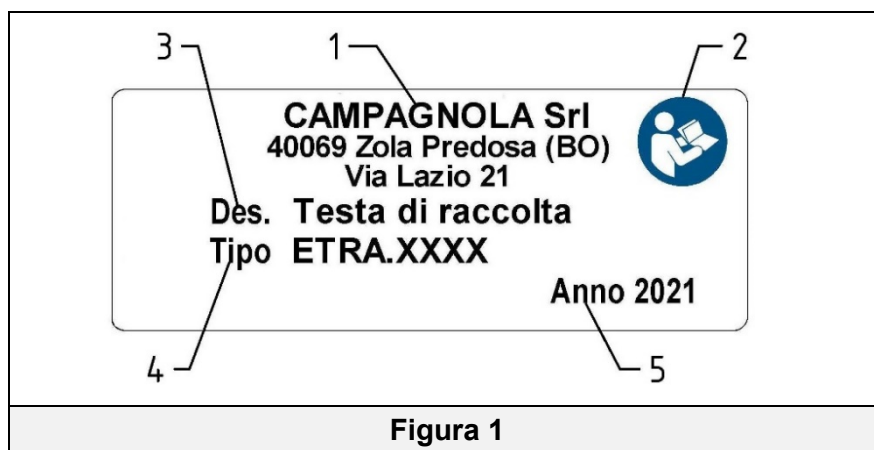 3 1 2
CAMPAGNOLA Srl
40069 Zola Predosa (BO)
Via Lazio 21
Des. Testa di raccolta
Tipo ETRA.XXXX
Anno 2021
4 5
Figura 1